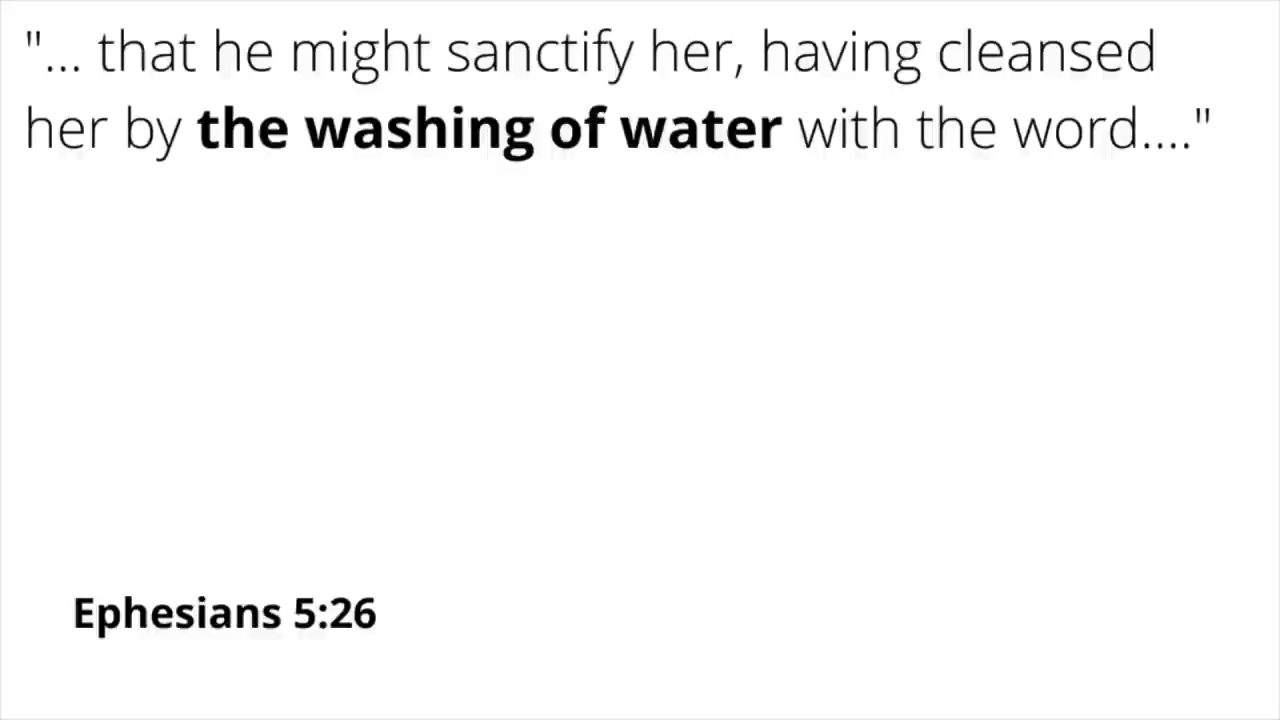 "... that he might sanctify her, having cleansed
her by the washing of water with the word...."
Ephesians 5:26